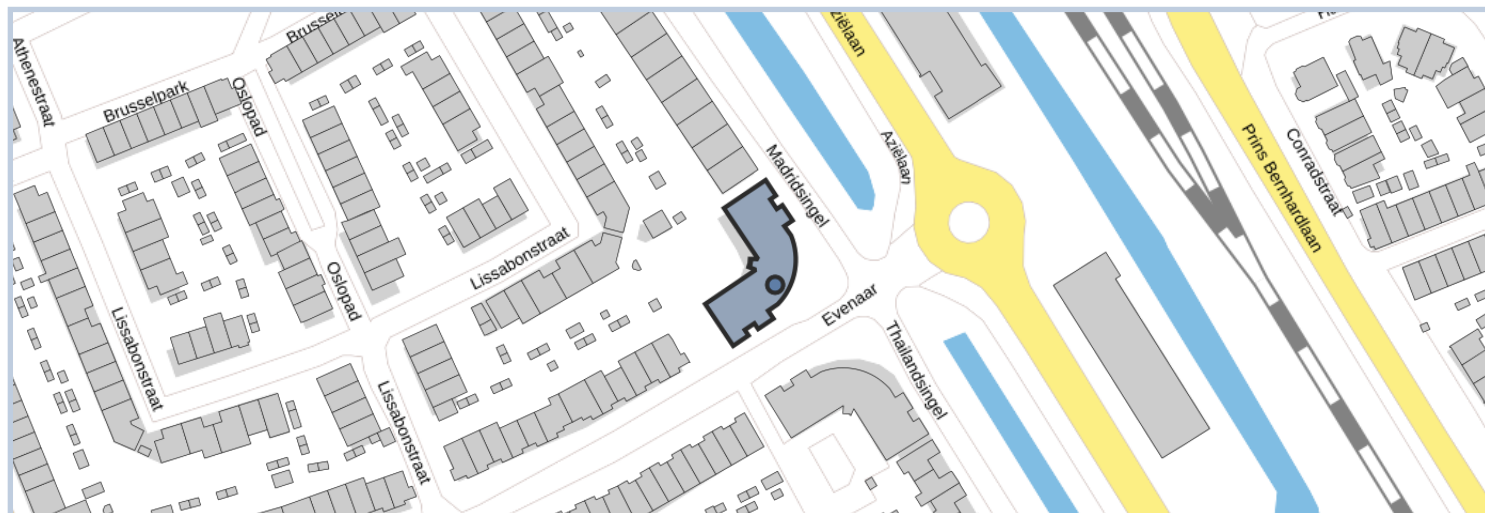 Athenestraat
Brusselpark
Oslopad
Aziëlaan
Madridsingel
Aziëlaan
Prins Bernhardlaan
Conradstraat
Lissabonstraat
Oslopad
Lissabonstraat
Evenaar
Thailandsingel
Lissabonstraat